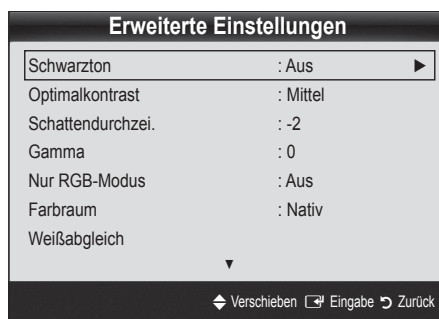 Erweiterte Einstellungen
Schwarzton : Aus ▶
Optimalkontrast : Mittel
Schattendurchzei. : -2
Gamma : 0
Nur RGB-Modus : Aus
Farbraum : Nativ
Weißabgleich
▼
Verschieben Eingabe Zurück